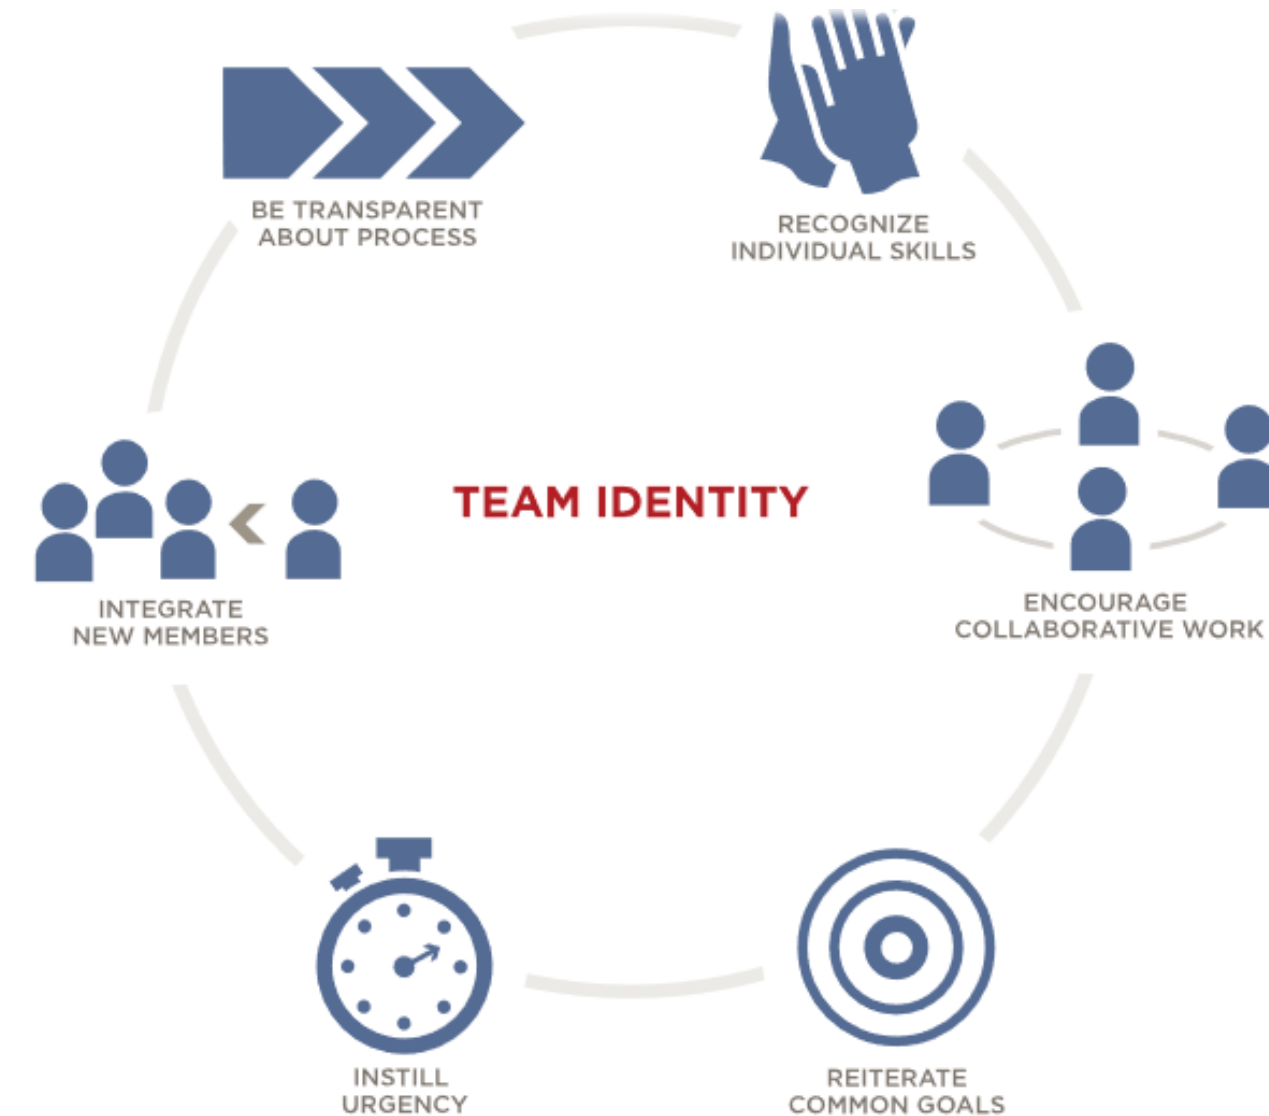 BE TRANSPARENT
ABOUT PROCESS
RECOGNIZE
INDIVIDUAL SKILLS
TEAM IDENTITY
INTEGRATE
NEW MEMBERS
ENCOURAGE
COLLABORATIVE WORK
INSTILL
URGENCY
REITERATE
COMMON GOALS